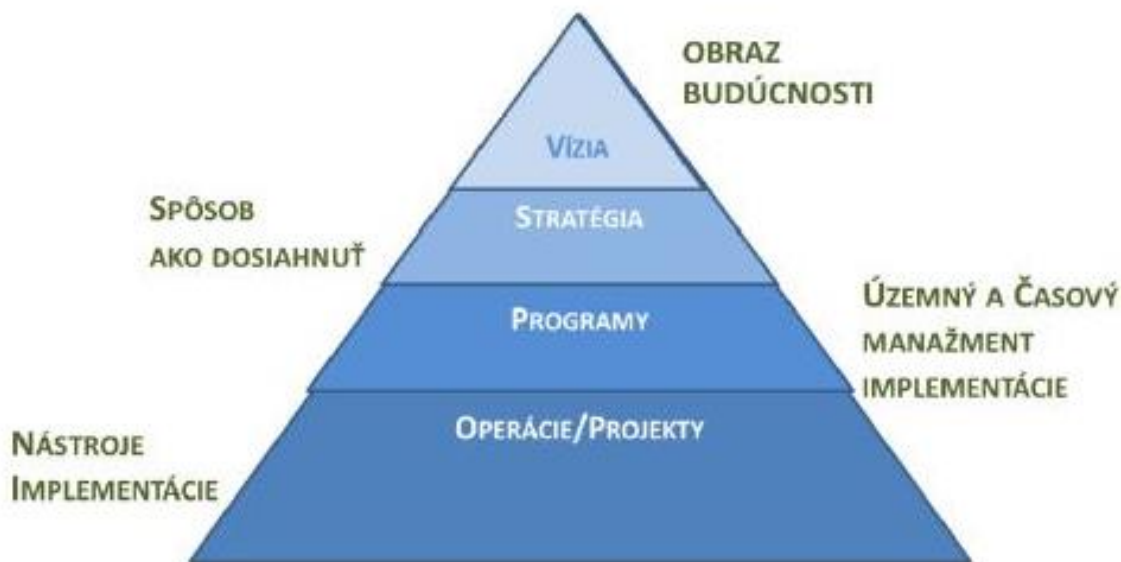 OBRAZ
BUDÚCNOSTI
VÍZIA
SPÔSOB
AKO DOSIAHNUŤ
STRATÉGIA
PROGRAMY
ÚZEMNÝ A ČASOVÝ
MANAŽMENT
IMPLEMENTÁCIE
OPERÁCIE/PROJEKTY
NÁSTROJE
IMPLEMENTÁCIE